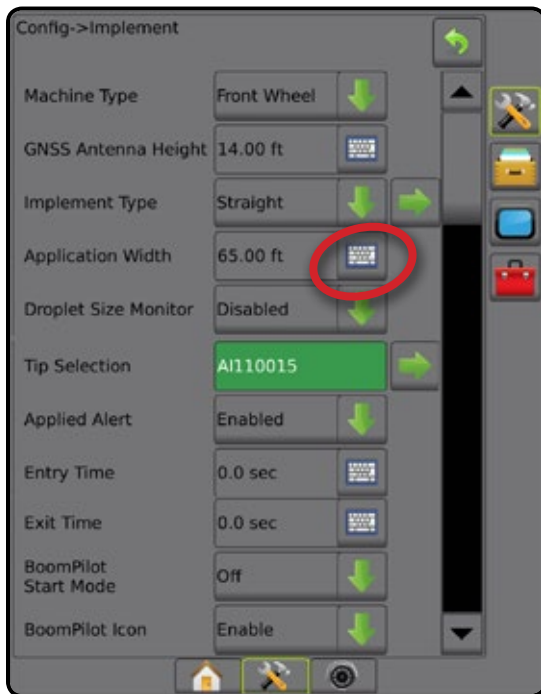 Config->Implement
Machine Type Front Wheel
GNSS Antenna Height 14.00 ft
Implement Type Straight
Application Width 65.00 ft
Droplet Size Monitor Disabled
Tip Selection AI110015
Applied Alert Enabled
Entry Time 0.0 sec
Exit Time 0.0 sec
BoomPilot
Start Mode Off
BoomPilot Icon Enable